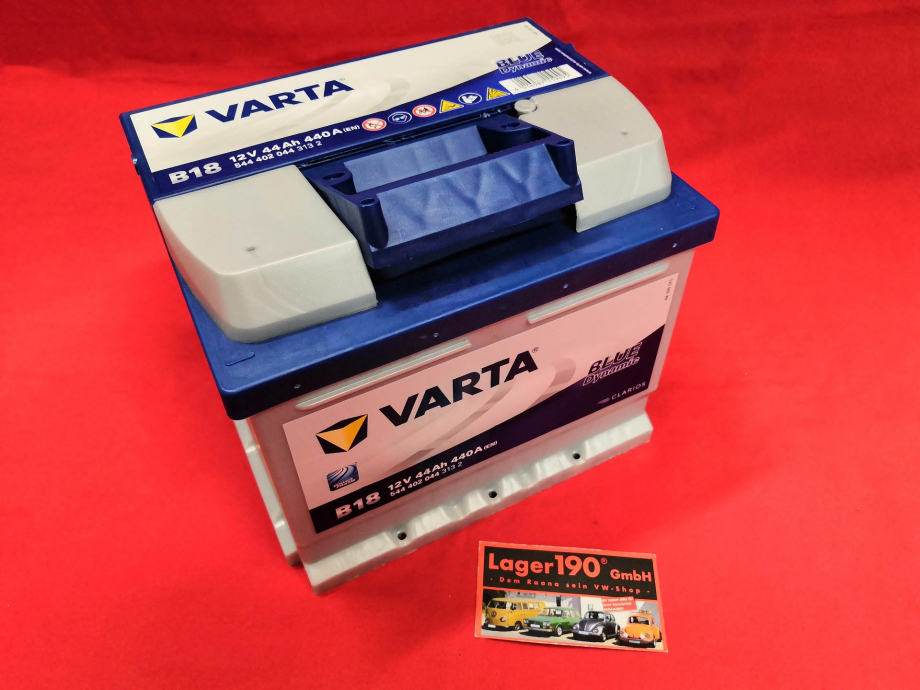 VARTA®
BLUE
Dynamic
B18 12V 44Ah 440A (EN)
544 402 044 313 2
VARTA®
BLUE
Dynamic
CLARIOS
B18 12V 44Ah 440A (EN)
544 402 044 313 2
Lager190® GmbH
- Dem Raana sein VW-Shop -